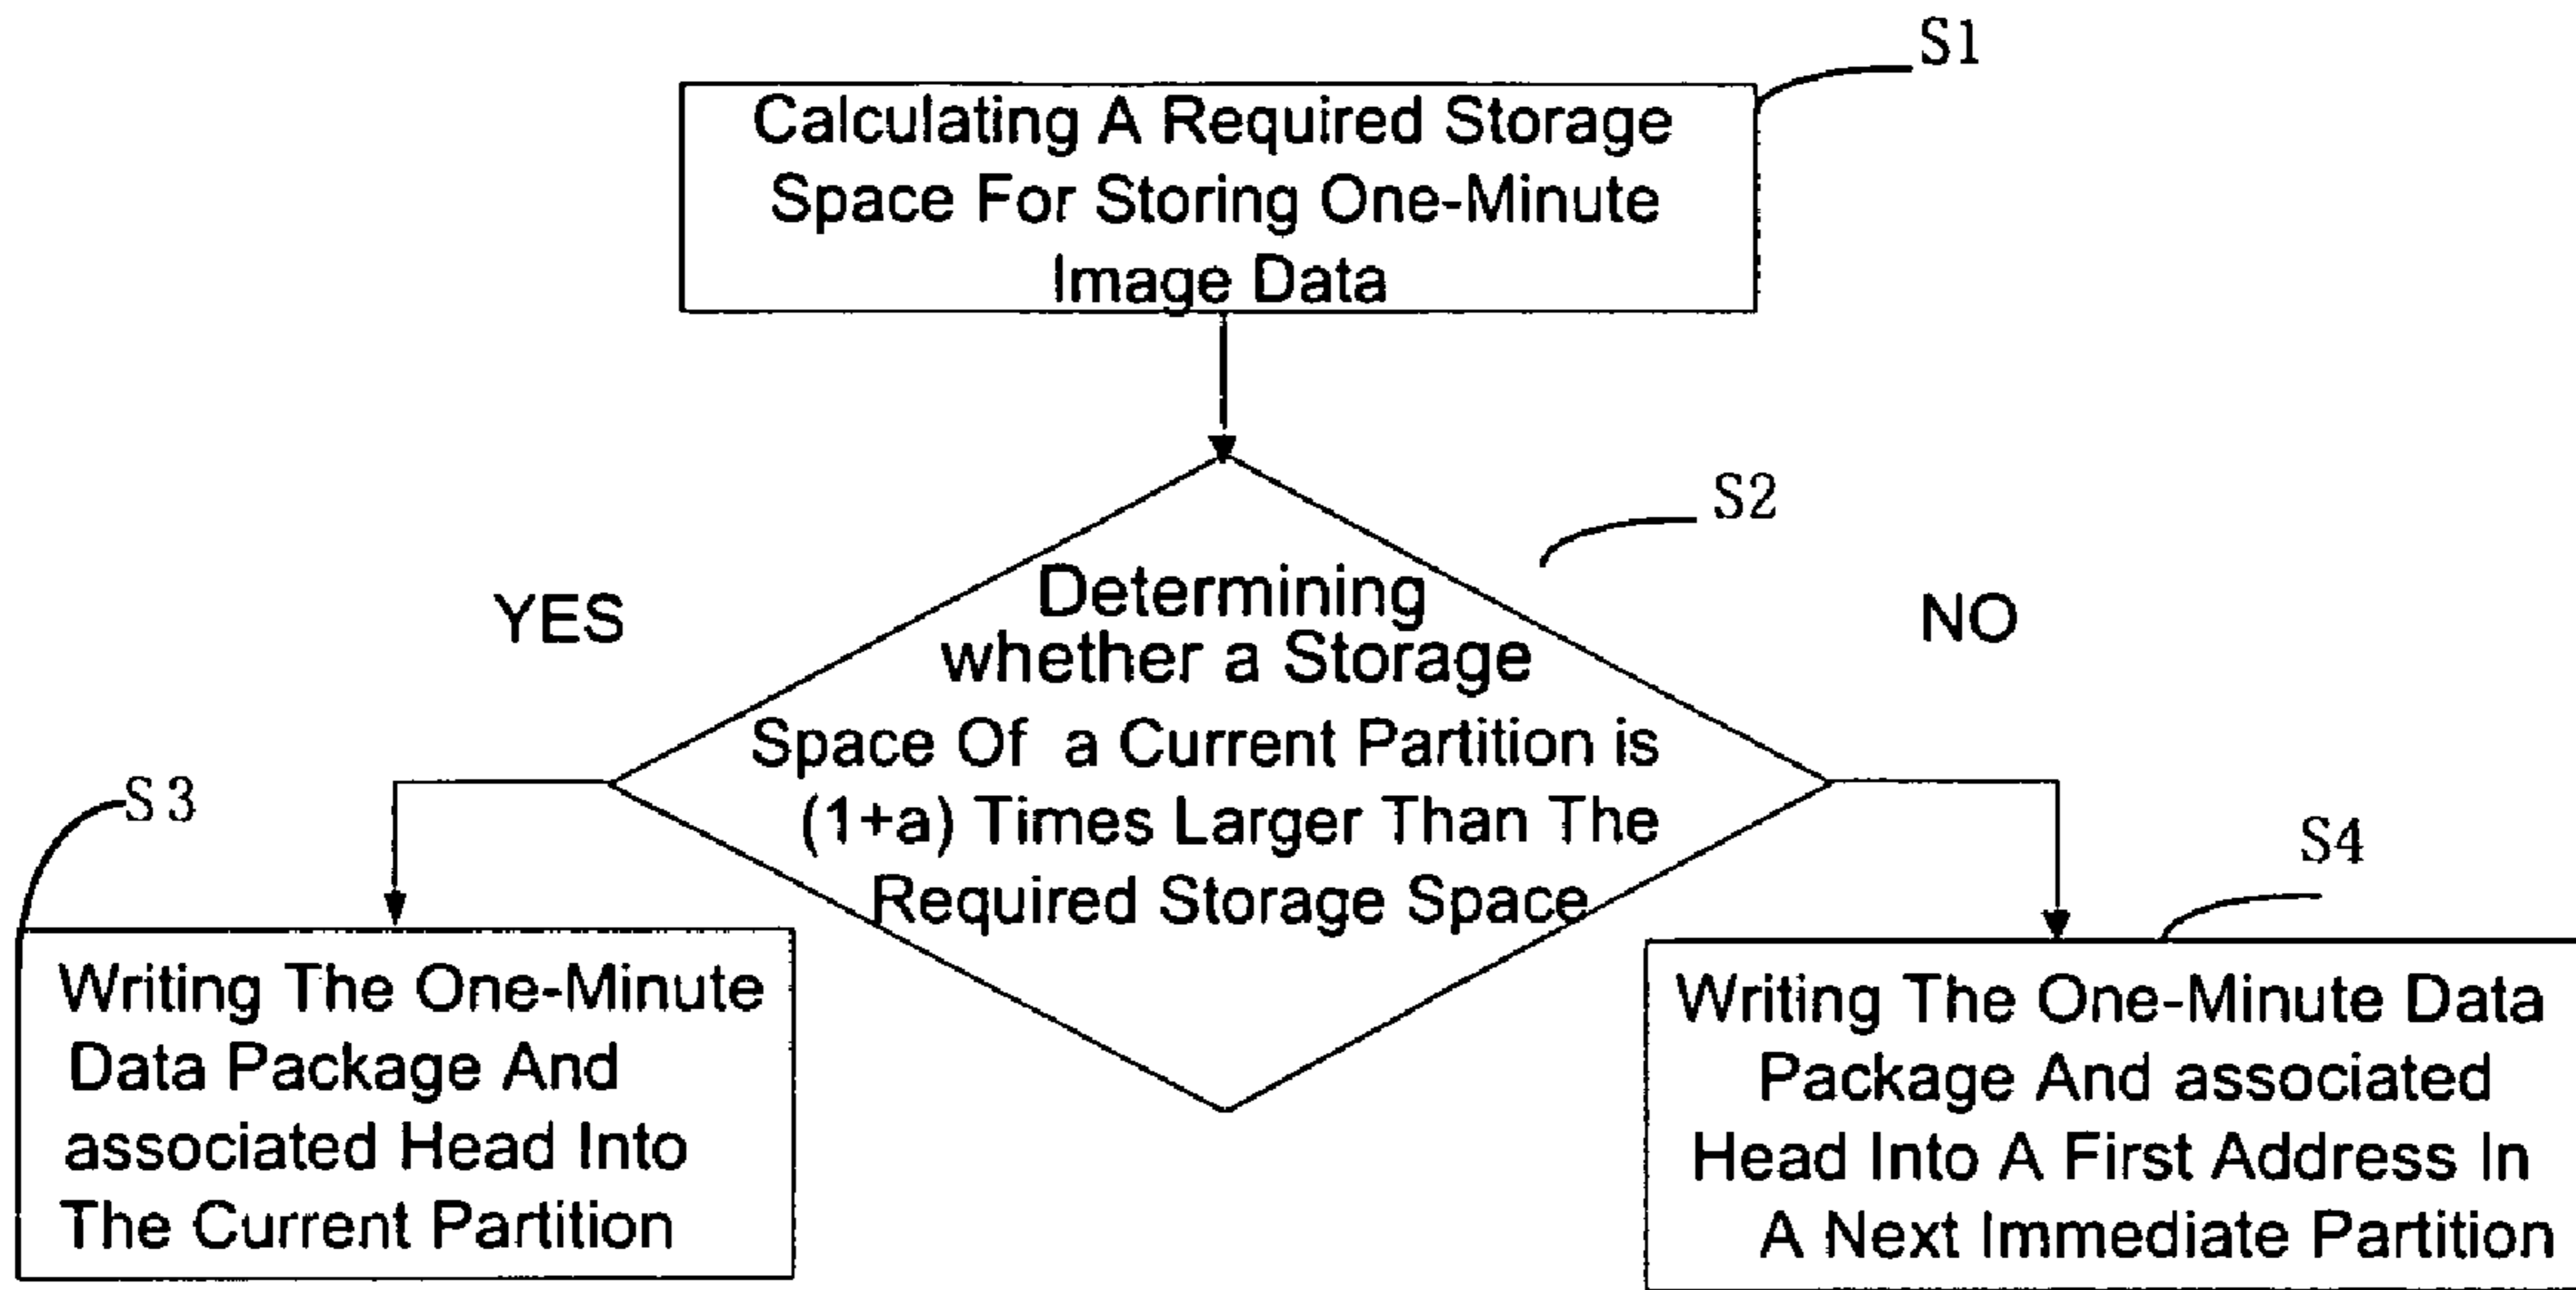 S1
Calculating A Required Storage
Space For Storing One-Minute
Image Data
S2
YES
NO
Determining
whether a Storage
Space Of a Current Partition is
(1+a) Times Larger Than The
Required Storage Space
S3
S4
Writing The One-Minute
Data Package And
associated Head Into
The Current Partition
Writing The One-Minute Data
Package And associated
Head Into A First Address In
A Next Immediate Partition